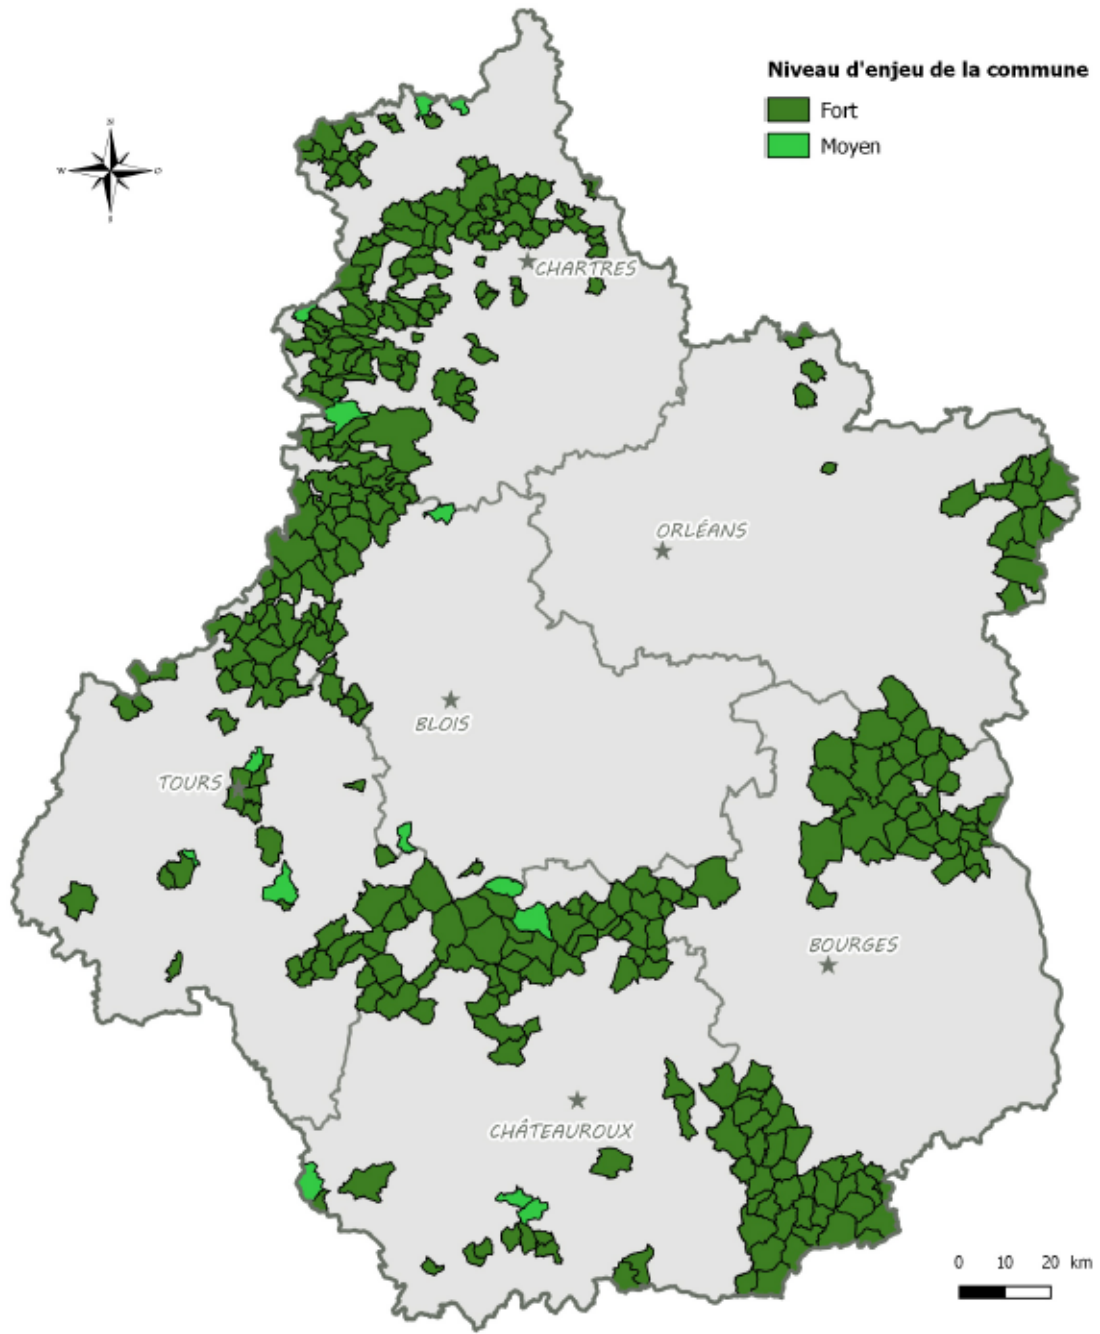 Niveau d'enjeu de la commune
Fort
Moyen
N
W
O
CHARTRES
ORLÉANS
BLOIS
TOURS
BOURGES
CHÂTEAUROUX
0 10 20 km